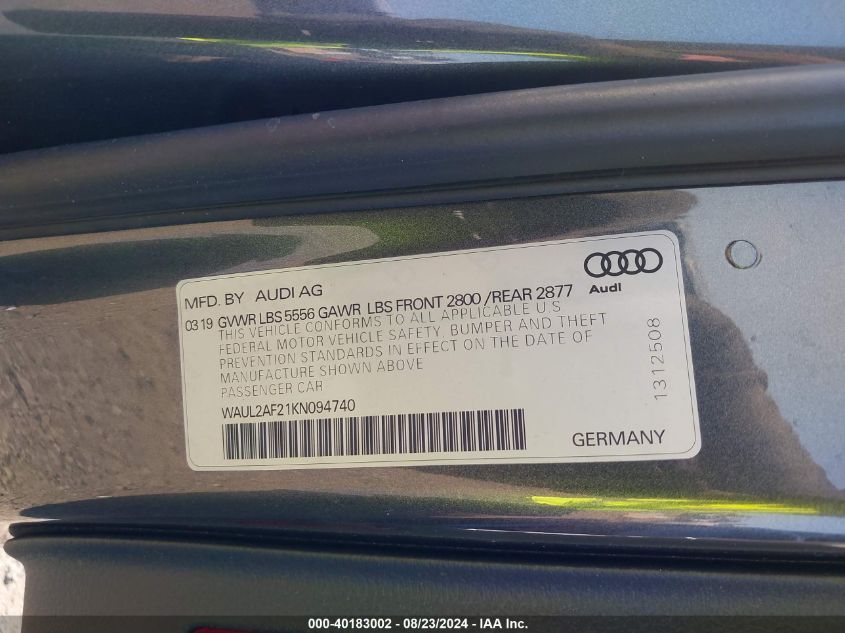 MFD. BY AUDI AG
Audi
03 19 GVWR LBS 5556 GAWR LBS FRONT 2800 /REAR 2877
THIS VEHICLE CONFORMS TO ALL APPLICABLE U.S
FEDERAL MOTOR VEHICLE SAFETY, BUMPER AND THEFT
PREVENTION STANDARDS IN EFFECT ON THE DATE OF
MANUFACTURE SHOWN ABOVE
PASSENGER CAR
WAUL2AF21KN094740
GERMANY
1312508
000-40183002 - 08/23/2024 - IAA Inc.